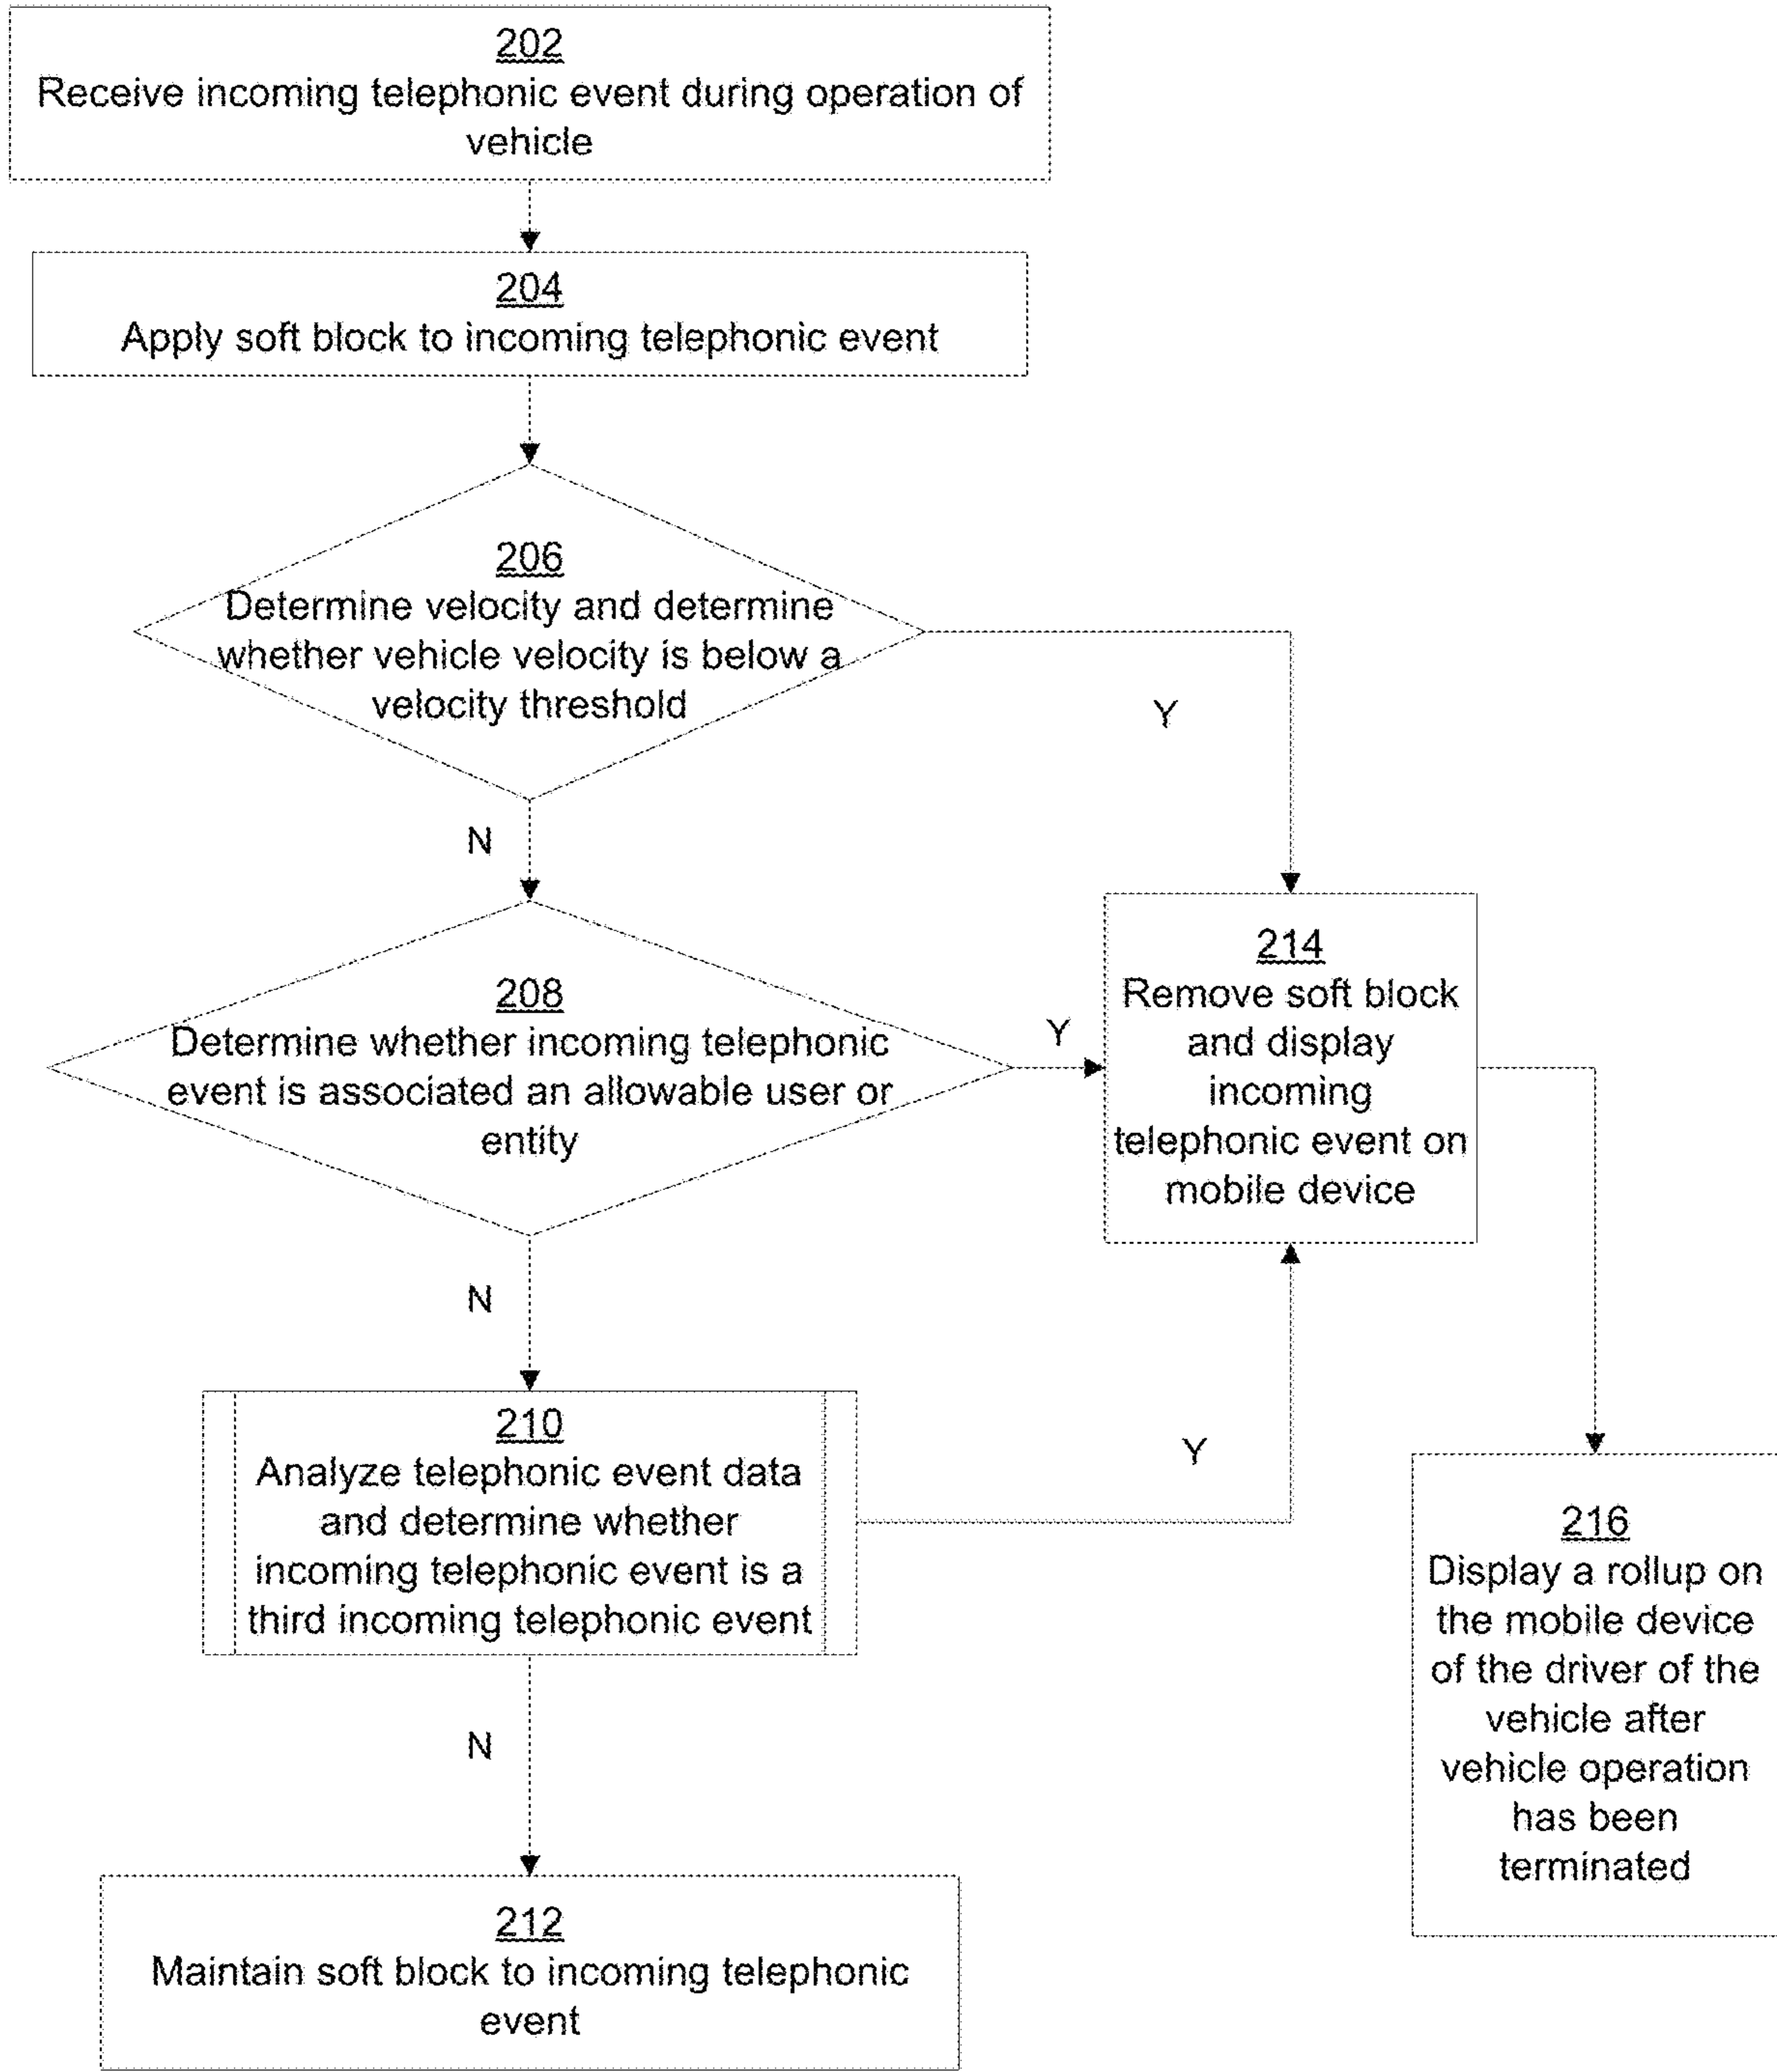 202
Receive incoming telephonic event during operation of
vehicle
204
Apply soft block to incoming telephonic event
206
Determine velocity and determine
whether vehicle velocity is below a
velocity threshold
Y
N
208
Determine whether incoming telephonic
event is associated an allowable user or
entity
Y
N
214
Remove soft block
and display
incoming
telephonic event on
mobile device
210
Analyze telephonic event data
and determine whether
incoming telephonic event is a
third incoming telephonic event
Y
N
216
Display a rollup on
the mobile device
of the driver of the
vehicle after
vehicle operation
has been
terminated
212
Maintain soft block to incoming telephonic
event